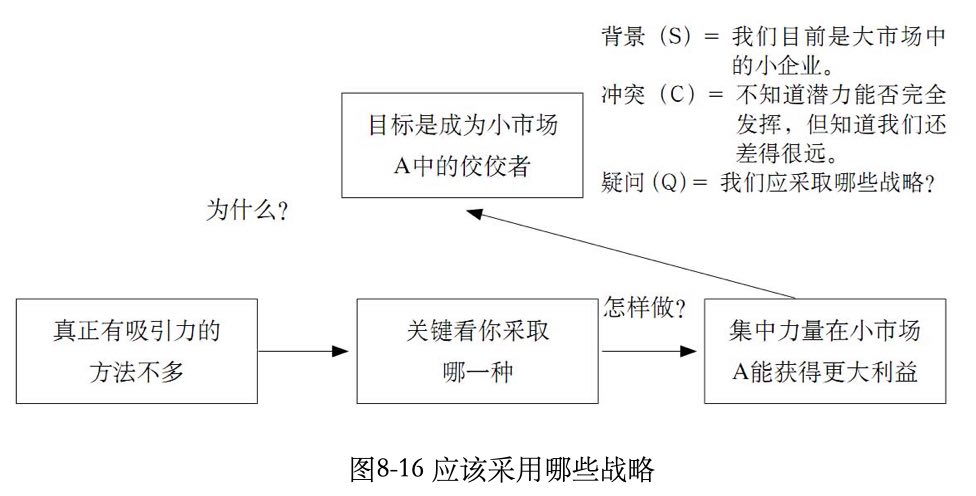 背景（S）= 我们目前是大市场中
的小企业。
冲突（C）= 不知道潜力能否完全
发挥，但知道我们还
差得很远。
疑问（Q）= 我们应采取哪些战略？
目标是成为小市场
A中的佼佼者
为什么？
怎样做？
真正有吸引力的
方法不多
关键看你采取
哪一种
集中力量在小市场
A能获得更大利益
图8-16 应该采用哪些战略